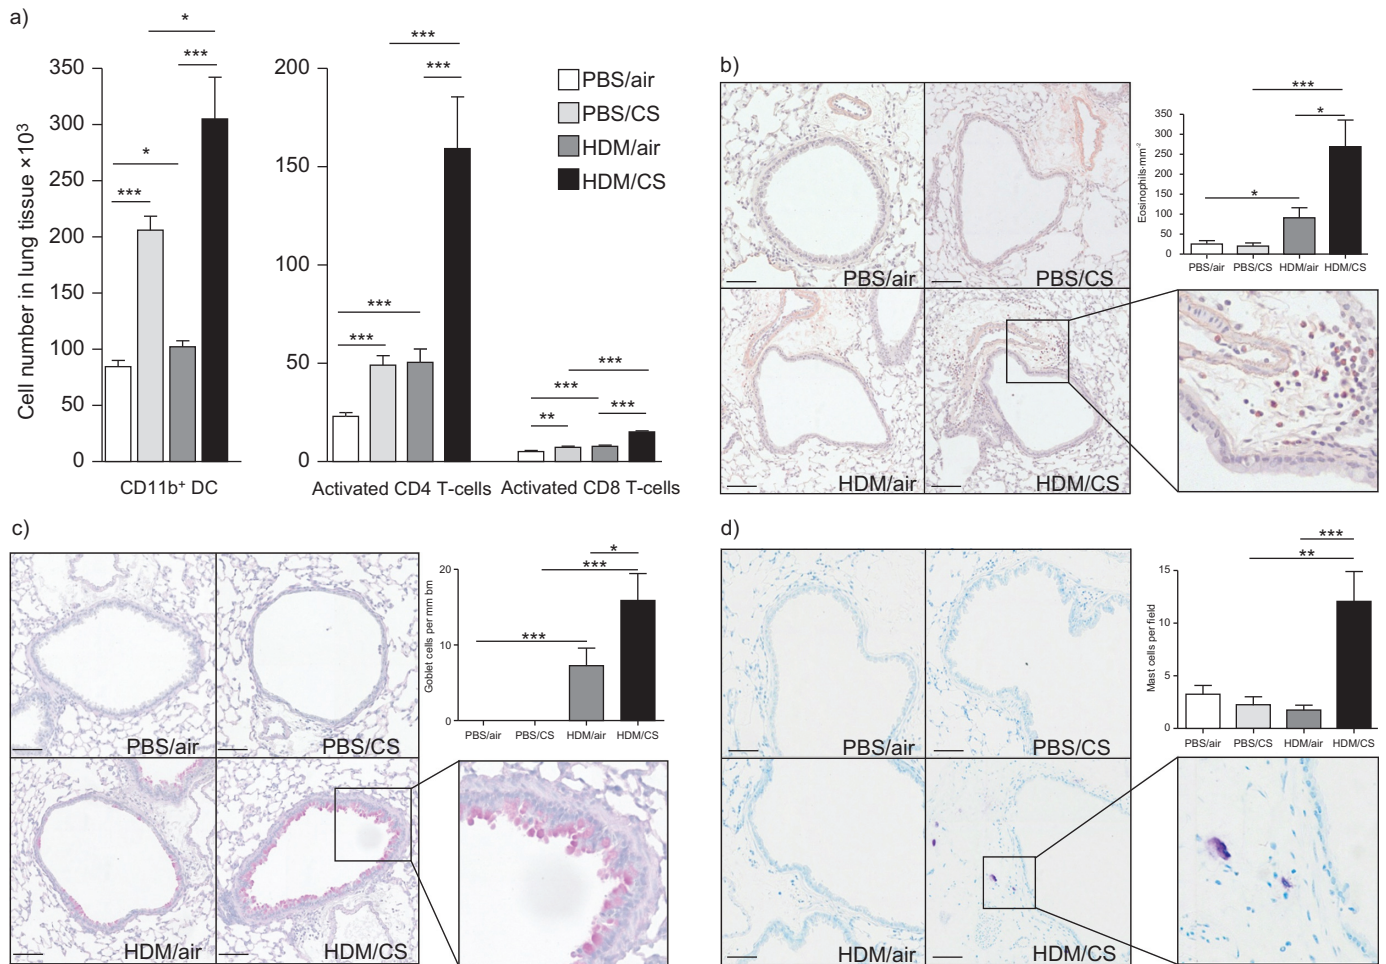 a)
*
***
*
***
350
300
250
200
150
100
50
0
Cell number in lung tissue ×10³
CD11b⁺ DC
***
***
***
***
***
***
***
**
***
200
150
100
50
0
Activated CD4 T-cells
Activated CD8 T-cells
PBS/air
PBS/CS
HDM/air
HDM/CS
b)
PBS/air
PBS/CS
HDM/air
HDM/CS
***
*
*
350
300
250
200
150
100
50
0
Eosinophils·mm⁻²
PBS/air
PBS/CS
HDM/air
HDM/CS
c)
PBS/air
PBS/CS
HDM/air
HDM/CS
*
***
***
20
10
0
Goblet cells per mm bm
PBS/air
PBS/CS
HDM/air
HDM/CS
d)
PBS/air
PBS/CS
HDM/air
HDM/CS
***
**
15
10
5
0
Mast cells per field
PBS/air
PBS/CS
HDM/air
HDM/CS